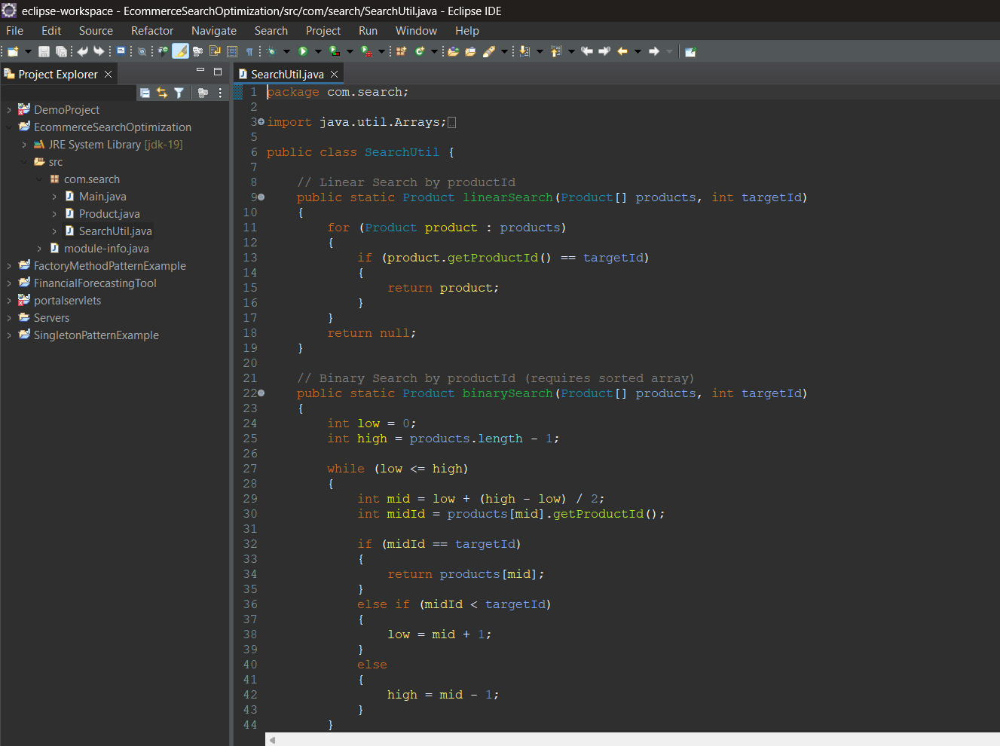 eclipse-workspace - EcommerceSearchOptimization/src/com/search/SearchUtil.java - Eclipse IDE
File Edit Source Refactor Navigate Search Project Run Window Help
Project Explorer
DemoProject
EcommerceSearchOptimization
JRE System Library [jdk-19]
src
com.search
Main.java
Product.java
SearchUtil.java
module-info.java
FactoryMethodPatternExample
FinancialForecastingTool
portalservlets
Servers
SingletonPatternExample
SearchUtil.java
1 package com.search;
2
3 import java.util.Arrays;
5
6 public class SearchUtil {
7
8     // Linear Search by productId
9     public static Product linearSearch(Product[] products, int targetId)
10     {
11         for (Product product : products)
12         {
13             if (product.getProductId() == targetId)
14             {
15                 return product;
16             }
17         }
18         return null;
19     }
20
21     // Binary Search by productId (requires sorted array)
22     public static Product binarySearch(Product[] products, int targetId)
23     {
24         int low = 0;
25         int high = products.length - 1;
26
27         while (low <= high)
28         {
29             int mid = low + (high - low) / 2;
30             int midId = products[mid].getProductId();
31
32             if (midId == targetId)
33             {
34                 return products[mid];
35             }
36             else if (midId < targetId)
37             {
38                 low = mid + 1;
39             }
40             else
41             {
42                 high = mid - 1;
43             }
44         }